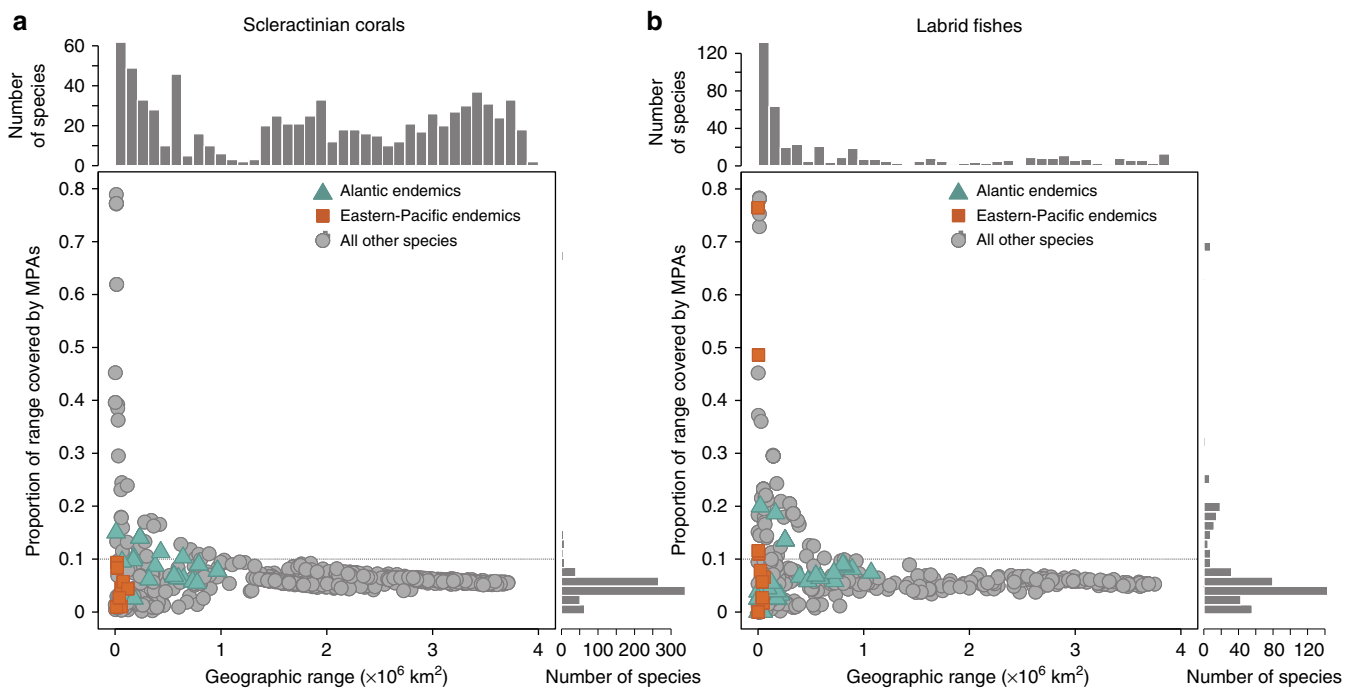 a
Scleractinian corals
Number
of species
60
40
20
0
Proportion of range covered by MPAs
0.8
0.7
0.6
0.5
0.4
0.3
0.2
0.1
0
Alantic endemics
Eastern-Pacific endemics
All other species
0 1 2 3 4
Geographic range (×10⁶ km²)
0 100 200 300
Number of species
b
Labrid fishes
Number
of species
120
80
40
0
Proportion of range covered by MPAs
0.8
0.7
0.6
0.5
0.4
0.3
0.2
0.1
0
Alantic endemics
Eastern-Pacific endemics
All other species
0 1 2 3 4
Geographic range (×10⁶ km²)
0 40 80 120
Number of species